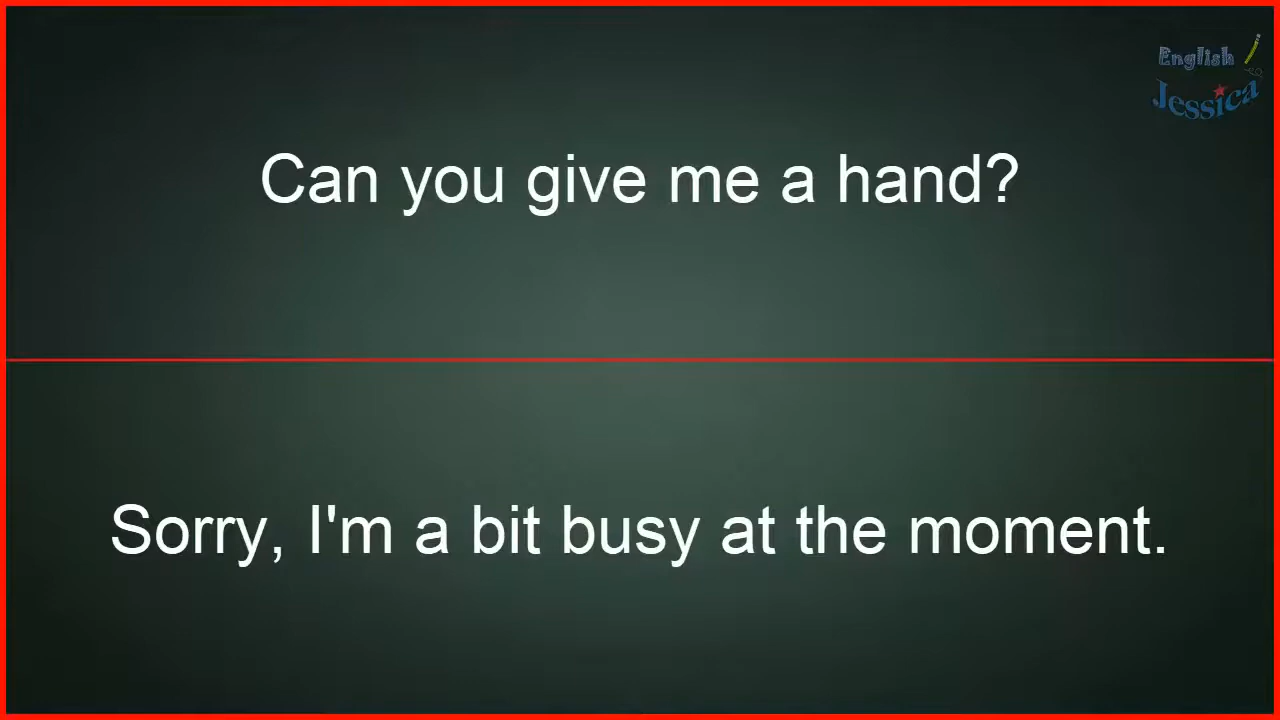 English
Jessica
Can you give me a hand?
Sorry, I'm a bit busy at the moment.